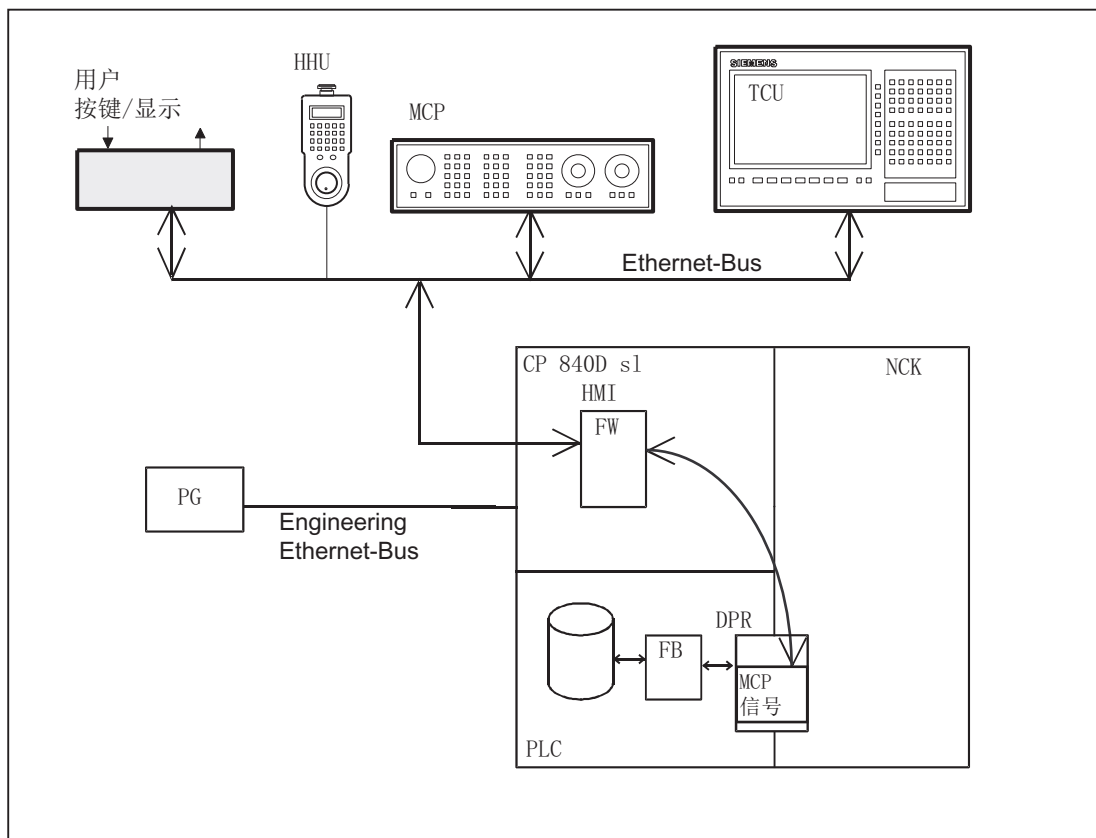 用户
按键/显示
HHU
MCP
SIEMENS
TCU
Ethernet-Bus
CP 840D sl
NCK
HMI
FW
PG
Engineering
Ethernet-Bus
DPR
FB
MCP
信号
PLC